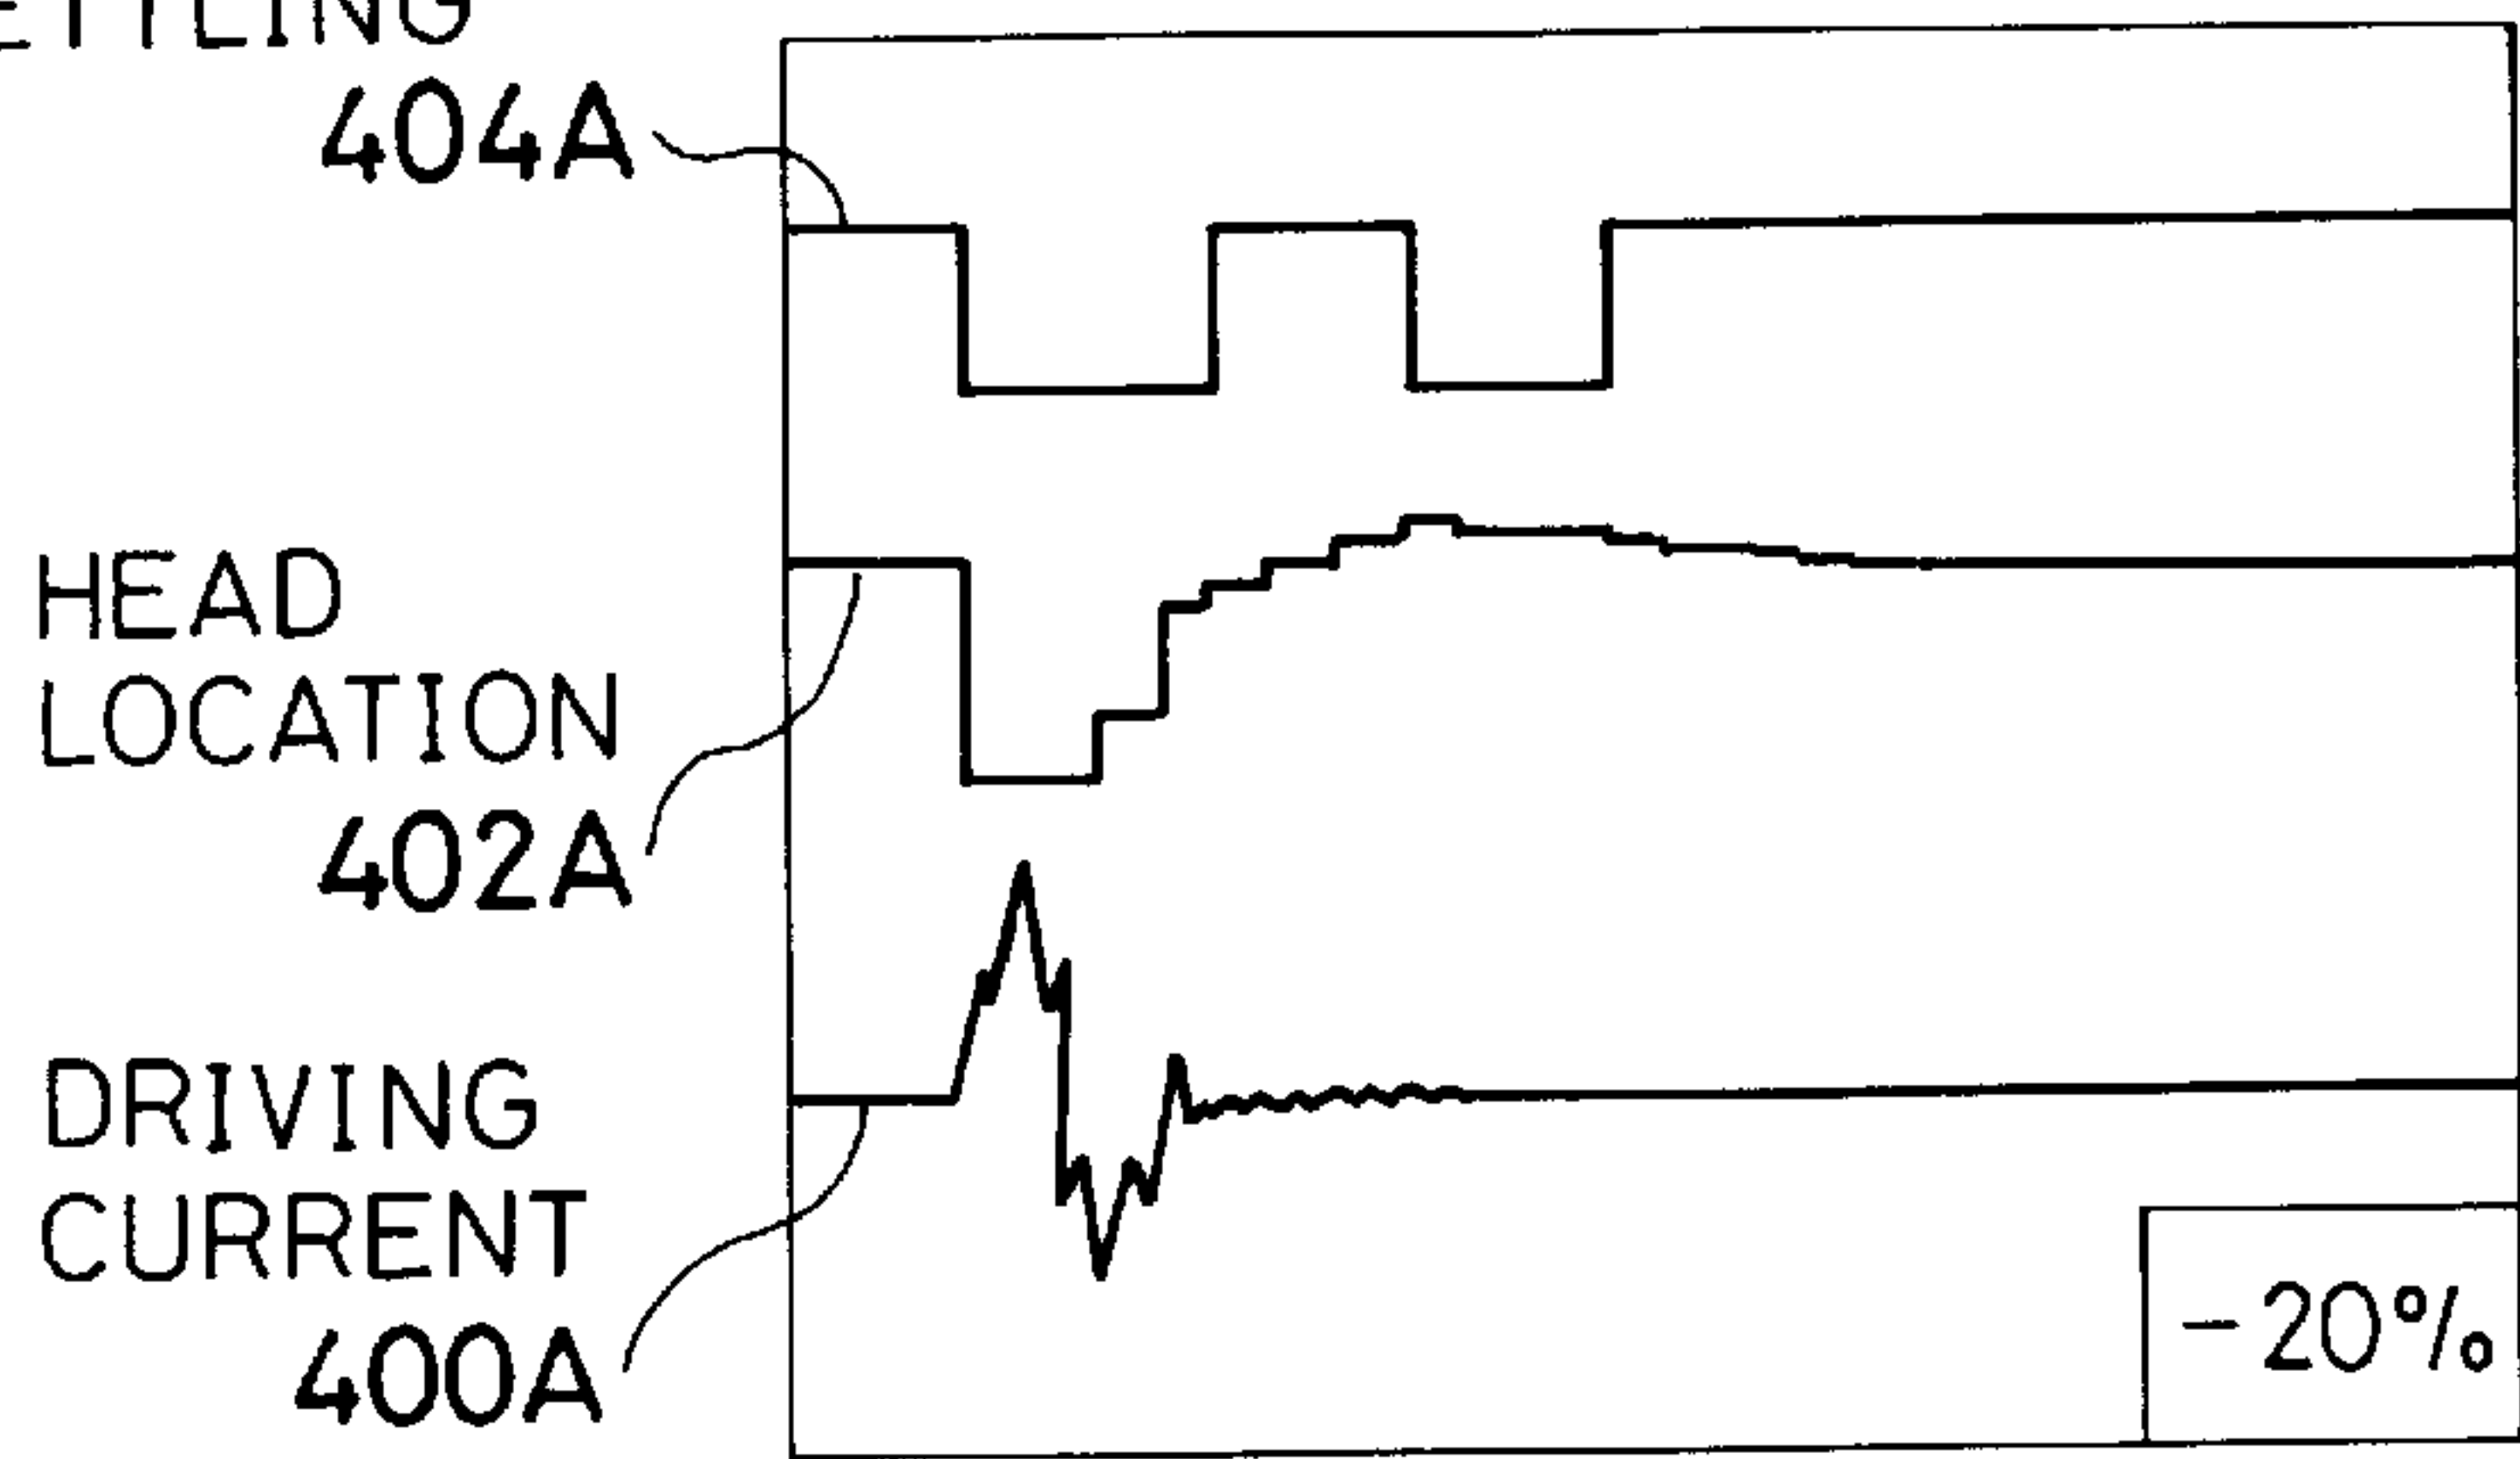 404A
HEAD
LOCATION
402A
DRIVING
CURRENT
400A
-20%